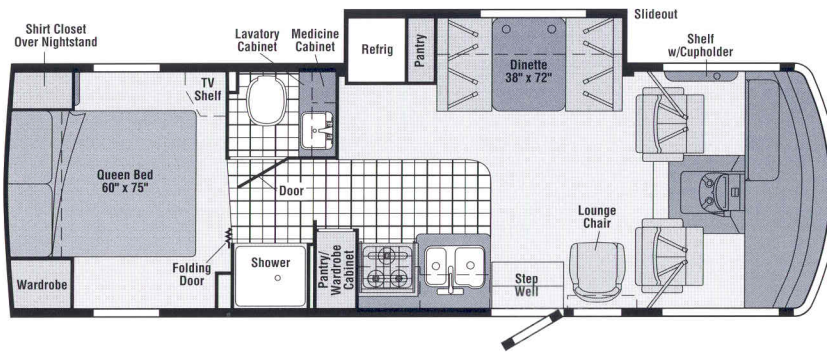 Shirt Closet
Over Nightstand
Lavatory
Cabinet
Medicine
Cabinet
Slideout
Shelf
w/Cupholder
Refrig
Pantry
Dinette
38" x 72"
TV
Shelf
Queen Bed
60" x 75"
Door
Lounge
Chair
Folding
Door
Shower
Pantry/
Wardrobe
Cabinet
Step
Well
Wardrobe